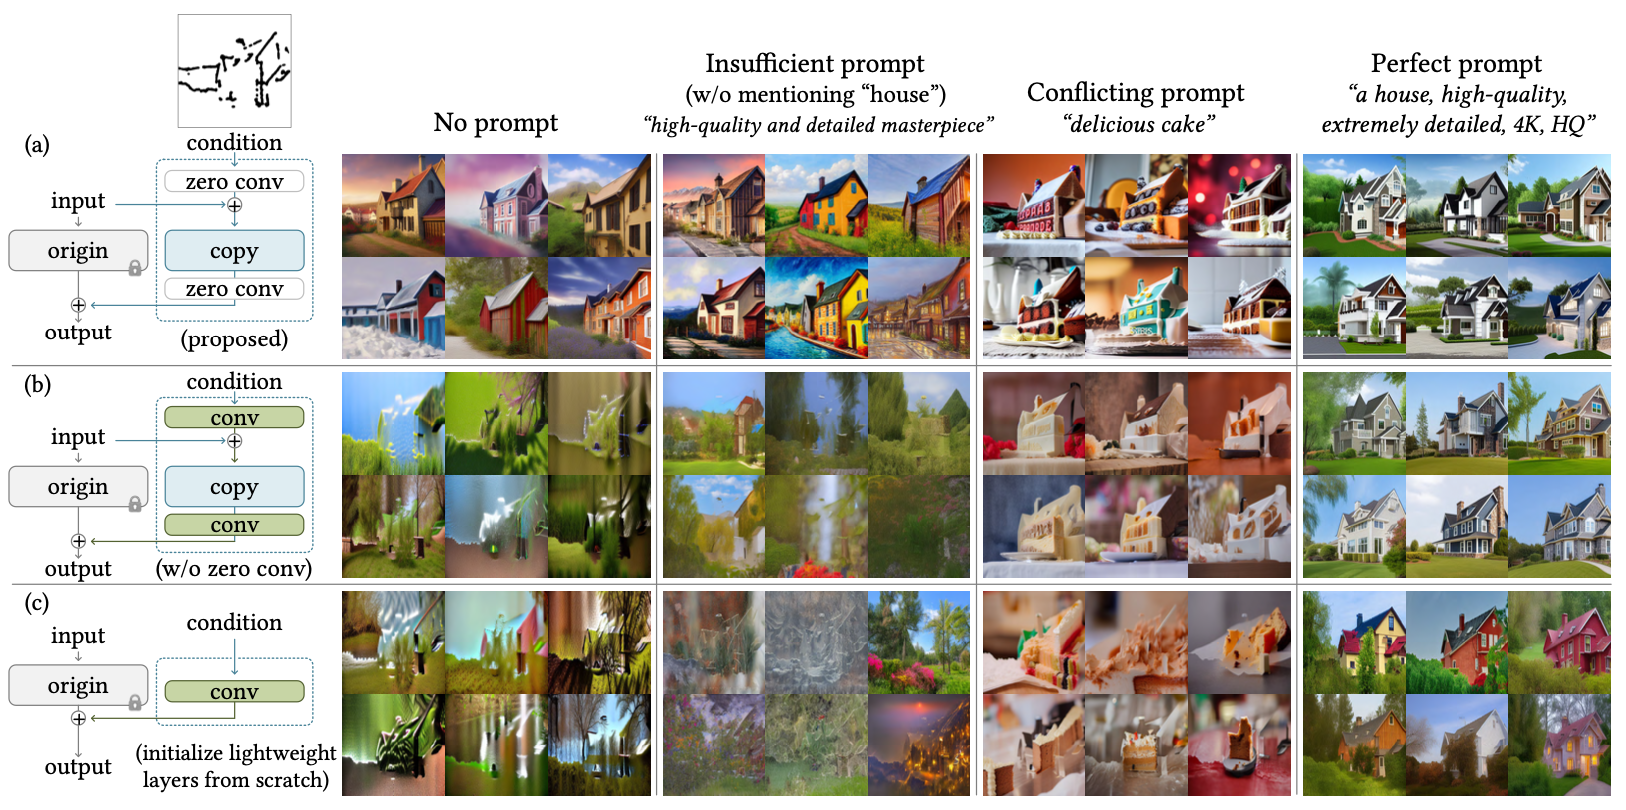 Insufficient prompt
(w/o mentioning “house”)
“high-quality and detailed masterpiece”
Perfect prompt
“a house, high-quality,
extremely detailed, 4K, HQ”
Conflicting prompt
“delicious cake”
No prompt
(a)
condition
zero conv
input
+
origin
copy
zero conv
+
output
(proposed)
(b)
condition
conv
input
+
origin
copy
conv
+
output
(w/o zero conv)
(c)
input
condition
origin
conv
+
output
(initialize lightweight
layers from scratch)